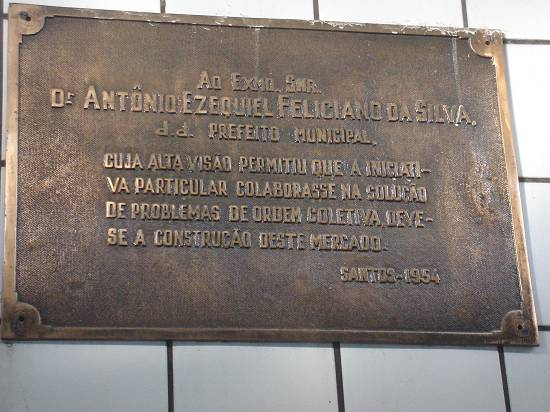 AO EXMO. SNR.
Dr ANTÔNIO EZEQUIEL FELICIANO DA SILVA,
d.d. PREFEITO MUNICIPAL.
CUJA ALTA VISÃO PERMITIU QUE A INICIATI-
VA PARTICULAR COLABORASSE NA SOLUÇÃO
DE PROBLEMAS DE ORDEM COLETIVA, DEVE-
SE A CONSTRUÇÃO DESTE MERCADO.
SANTOS-1954